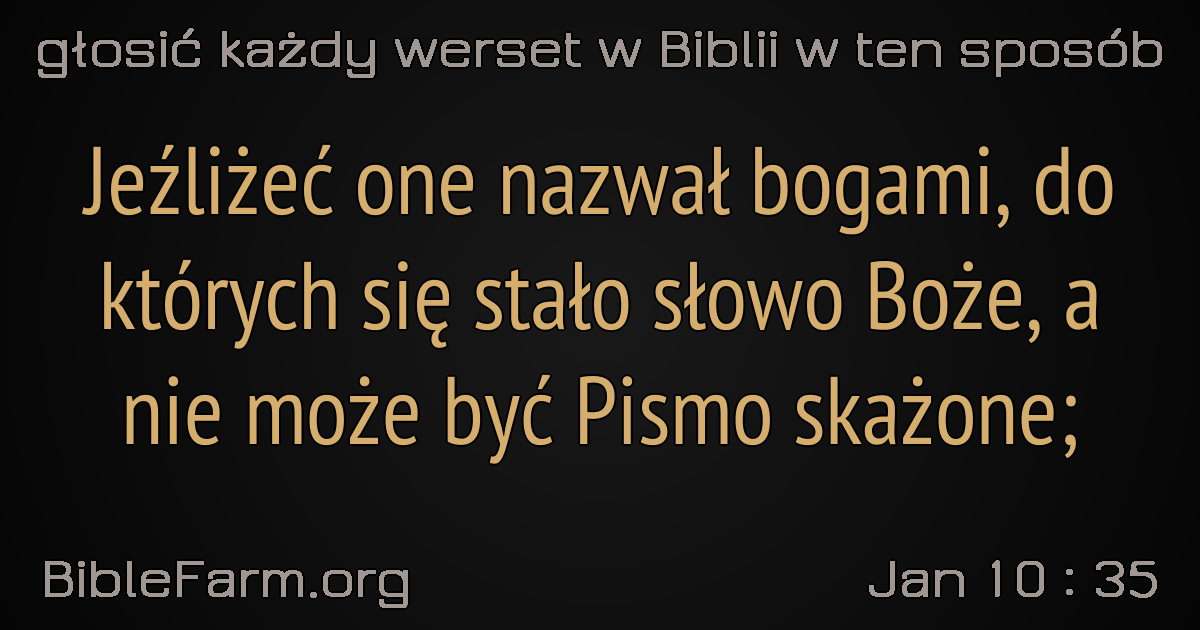 głosić każdy werset w Biblii w ten sposób
Jeźliżeć one nazwał bogami, do
których się stało słowo Boże, a
nie może być Pismo skażone;
BibleFarm.org
Jan 10 : 35